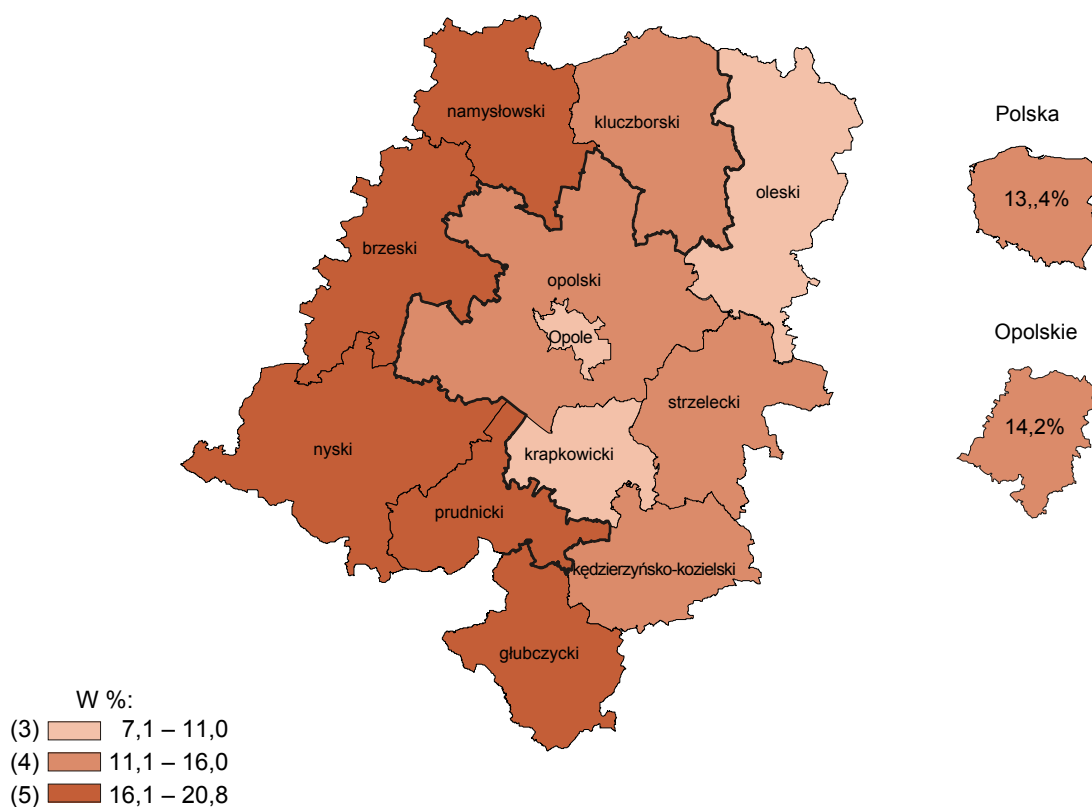 namysłowski
kluczborski
oleski
brzeski
opolski
Opole
strzelecki
krapkowicki
nyski
prudnicki
kędzierzyńsko-kozielski
głubczycki
Polska
13,,4%
Opolskie
14,2%
W %:
(3) 7,1 – 11,0
(4) 11,1 – 16,0
(5) 16,1 – 20,8